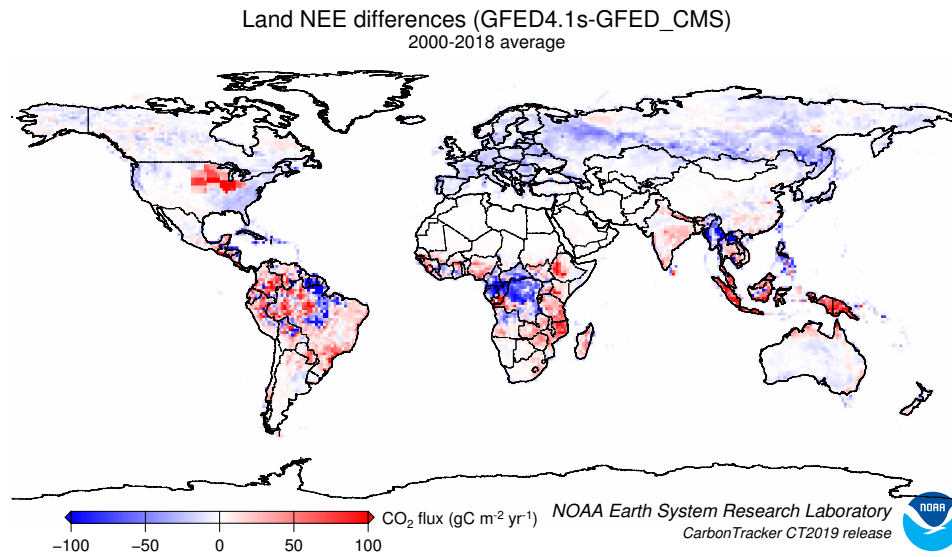 Land NEE differences (GFED4.1s-GFED_CMS)
2000-2018 average
CO₂ flux (gC m⁻² yr⁻¹)
−100 −50 0 50 100
NOAA Earth System Research Laboratory
CarbonTracker CT2019 release
NOAA